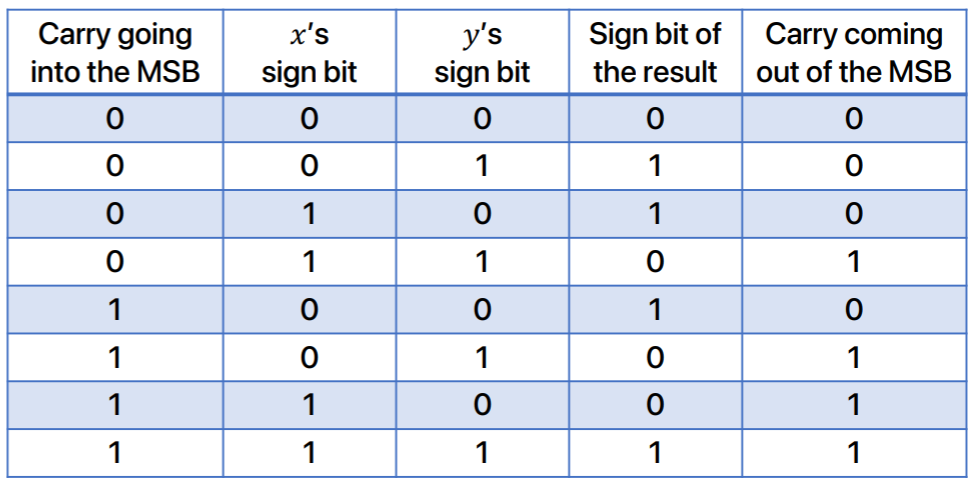 Carry going into the MSB | x's sign bit | y's sign bit | Sign bit of the result | Carry coming out of the MSB
0 | 0 | 0 | 0 | 0
0 | 0 | 1 | 1 | 0
0 | 1 | 0 | 1 | 0
0 | 1 | 1 | 0 | 1
1 | 0 | 0 | 1 | 0
1 | 0 | 1 | 0 | 1
1 | 1 | 0 | 0 | 1
1 | 1 | 1 | 1 | 1